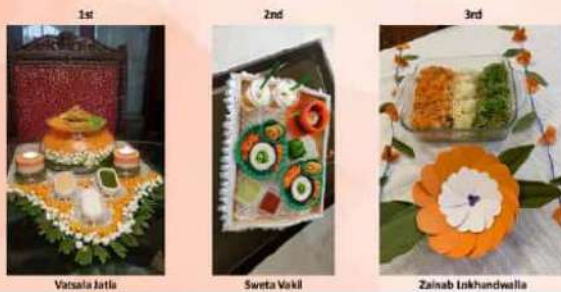 1st
2nd
3rd
Vatsala Jatia
Sweta Vakil
Zainab Lokhandwalla